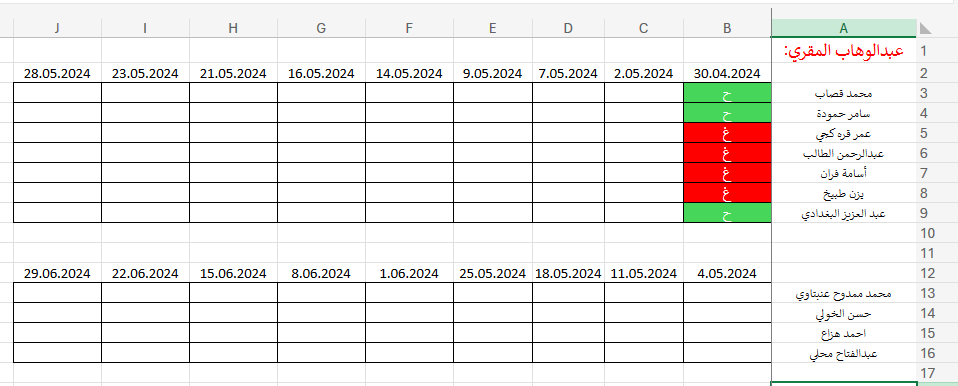 A B C D E F G H I J
1 عبدالوهاب المقري:
2 30.04.2024 2.05.2024 7.05.2024 9.05.2024 14.05.2024 16.05.2024 21.05.2024 23.05.2024 28.05.2024
3 محمد قصاب ح
4 سامر حمودة ح
5 عمر قره كجي غ
6 عبدالرحمن الطالب غ
7 أسامة فران غ
8 يزن طبيخ غ
9 عبد العزيز البغدادي ح
10
11
12 4.05.2024 11.05.2024 18.05.2024 25.05.2024 1.06.2024 8.06.2024 15.06.2024 22.06.2024 29.06.2024
13 محمد ممدوح عنبتاوي
14 حسن الخولي
15 احمد هزاع
16 عبدالفتاح محلي
17